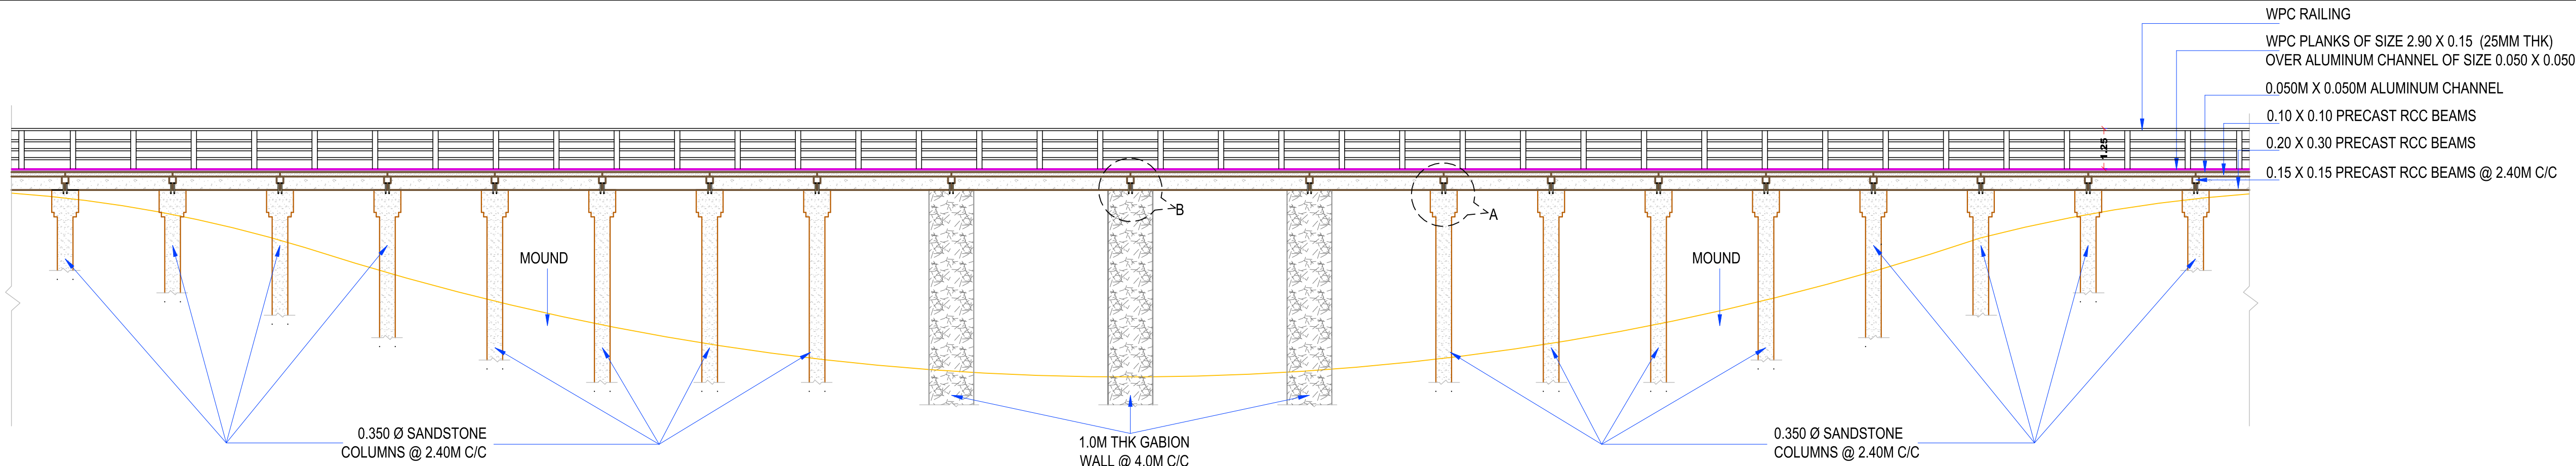 WPC RAILING
WPC PLANKS OF SIZE 2.90 X 0.15 (25MM THK)
OVER ALUMINUM CHANNEL OF SIZE 0.050 X 0.050
0.050M X 0.050M ALUMINUM CHANNEL
0.10 X 0.10 PRECAST RCC BEAMS
1.25
0.20 X 0.30 PRECAST RCC BEAMS
0.15 X 0.15 PRECAST RCC BEAMS @ 2.40M C/C
B
A
MOUND
MOUND
0.350 Ø SANDSTONE
COLUMNS @ 2.40M C/C
1.0M THK GABION
WALL @ 4.0M C/C
0.350 Ø SANDSTONE
COLUMNS @ 2.40M C/C